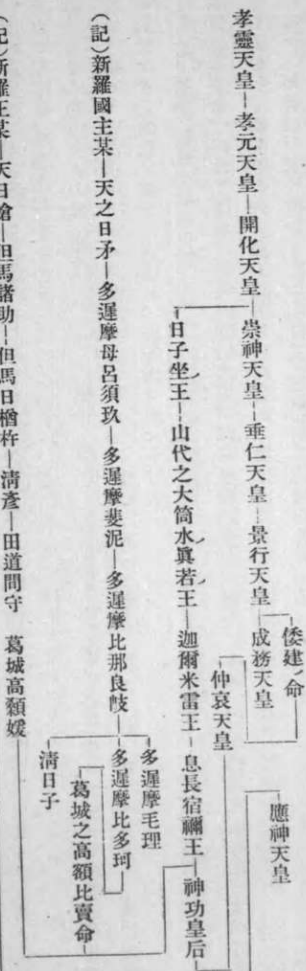 孝靈天皇―孝元天皇―開化天皇―崇神天皇―垂仁天皇―景行天皇―成務天皇
倭建命
仲哀天皇
應神天皇
日子坐王―山代之大筒水眞若王―迦爾米雷王―息長宿禰王―神功皇后
(記)新羅國主某―天之日矛―多遲摩母呂須玖―多遲摩斐泥―多遲摩比那良岐
多遲摩毛理
多遲摩比多珂
葛城之高額比賣命
淸日子
(記)新羅王某―天日槍―但馬諸助―但馬日楢杵―淸彥―田道間守 葛城高顙媛